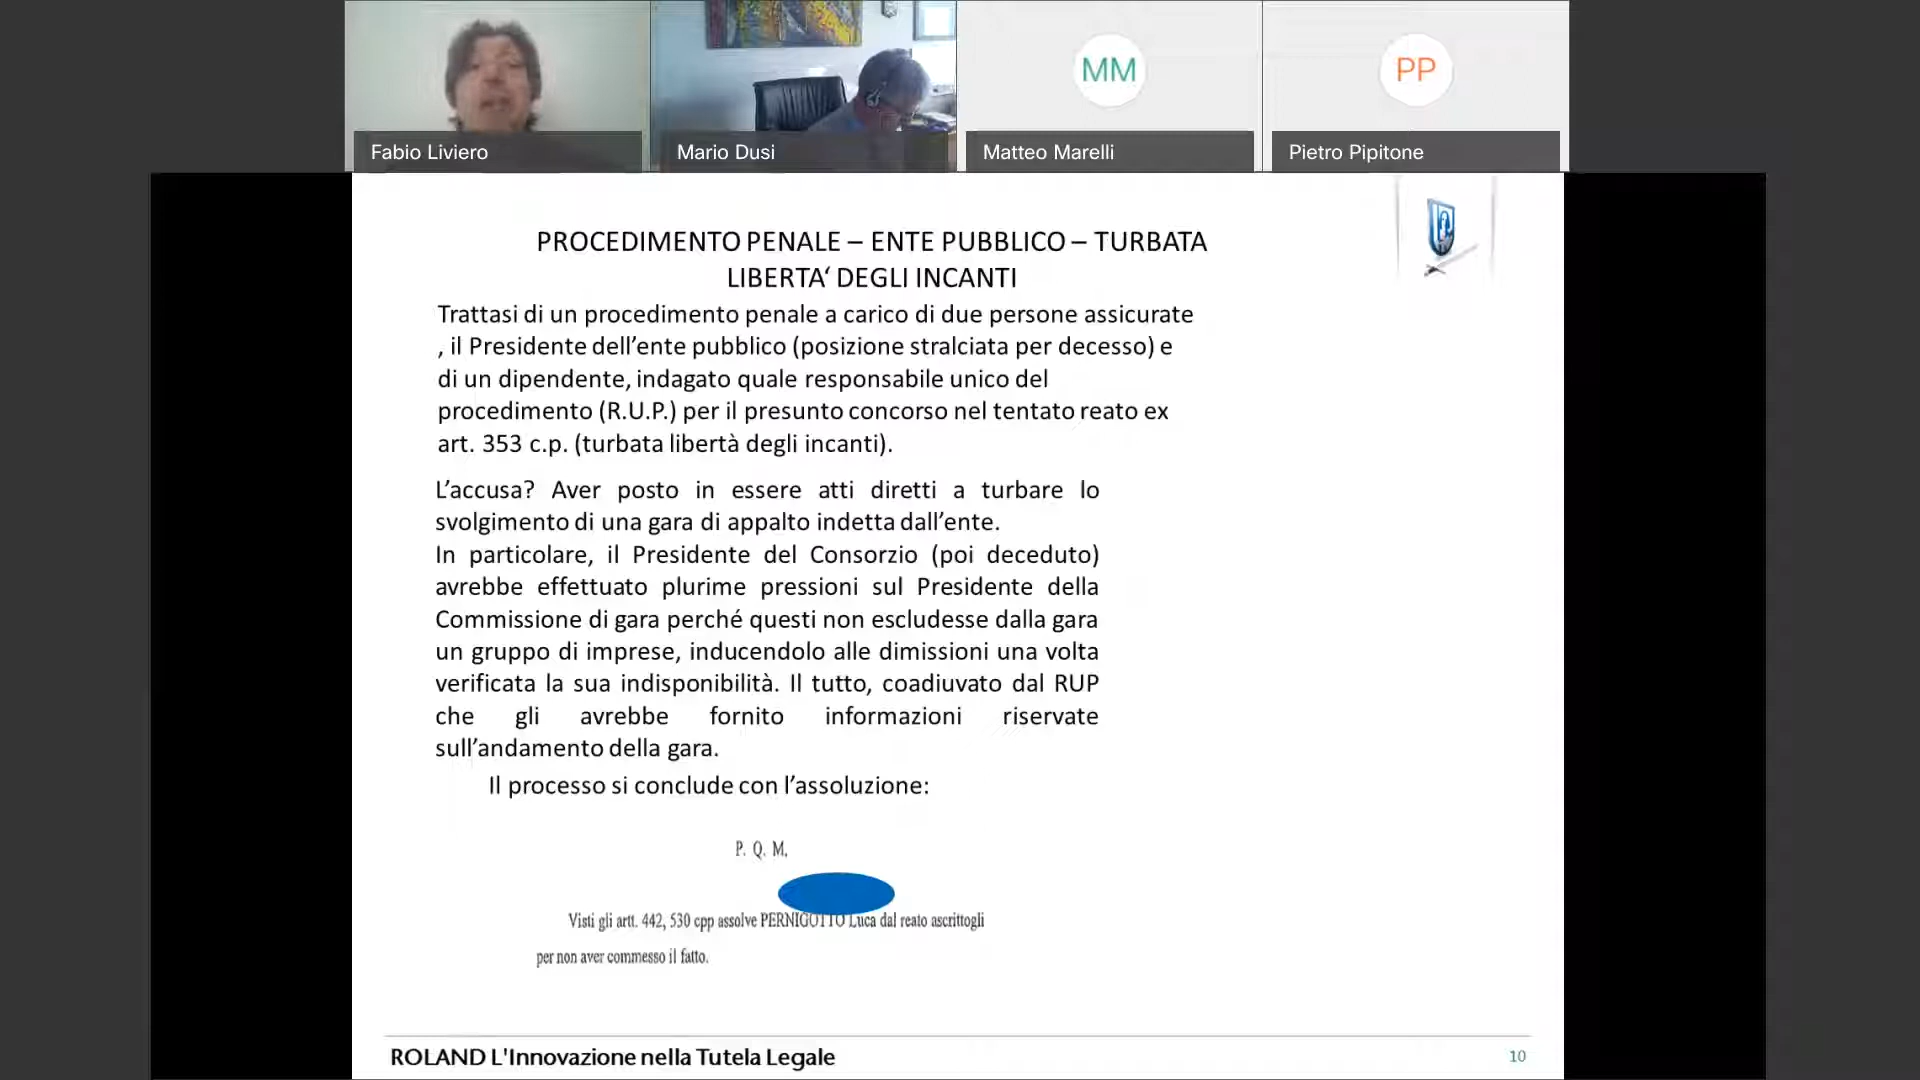 MM
PP
Fabio Liviero
Mario Dusi
Matteo Marelli
Pietro Pipitone
PROCEDIMENTO PENALE – ENTE PUBBLICO – TURBATA
LIBERTA‘ DEGLI INCANTI
Trattasi di un procedimento penale a carico di due persone assicurate
, il Presidente dell’ente pubblico (posizione stralciata per decesso) e
di un dipendente, indagato quale responsabile unico del
procedimento (R.U.P.) per il presunto concorso nel tentato reato ex
art. 353 c.p. (turbata libertà degli incanti).
L’accusa? Aver posto in essere atti diretti a turbare lo
svolgimento di una gara di appalto indetta dall’ente.
In particolare, il Presidente del Consorzio (poi deceduto)
avrebbe effettuato plurime pressioni sul Presidente della
Commissione di gara perché questi non escludesse dalla gara
un gruppo di imprese, inducendolo alle dimissioni una volta
verificata la sua indisponibilità. Il tutto, coadiuvato dal RUP
che gli avrebbe fornito informazioni riservate
sull’andamento della gara.
Il processo si conclude con l’assoluzione:
P. Q. M.
Visti gli artt. 442, 530 cpp assolve PERNIGOTTO Luca dal reato ascrittogli
per non aver commesso il fatto.
ROLAND L'Innovazione nella Tutela Legale
10